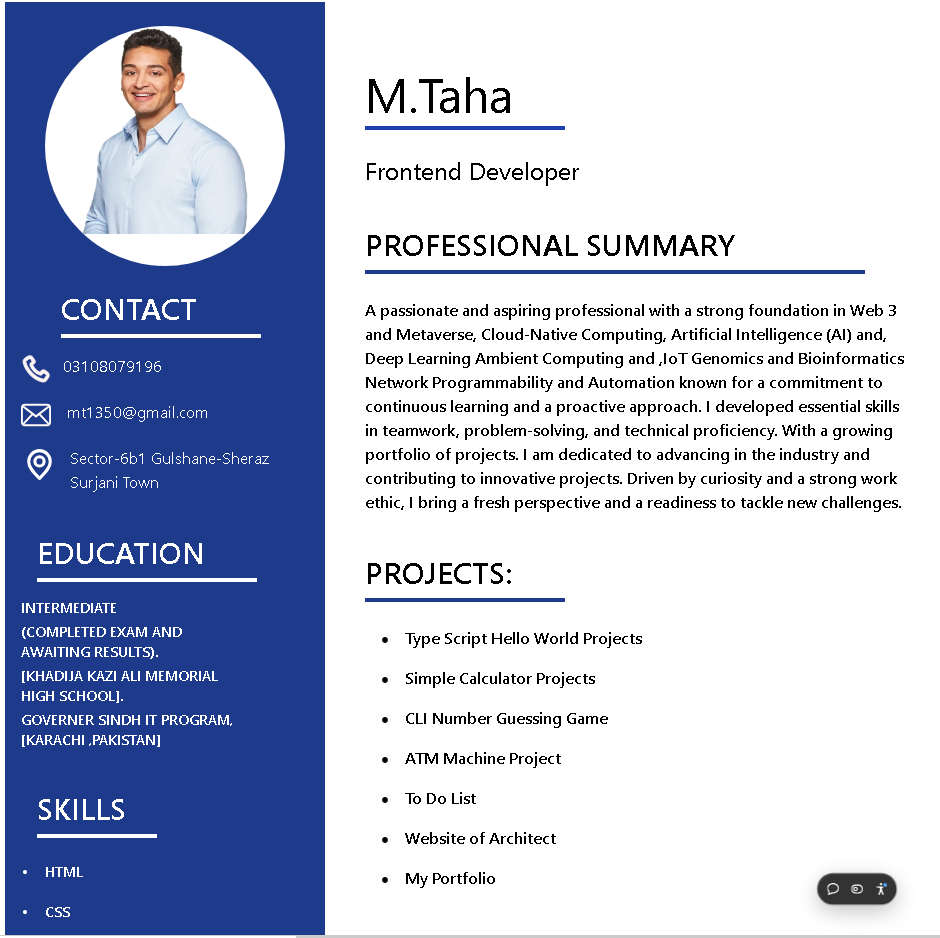 CONTACT
03108079196
mt1350@gmail.com
Sector-6b1 Gulshane-Sheraz
Surjani Town
EDUCATION
INTERMEDIATE
(COMPLETED EXAM AND
AWAITING RESULTS).
[KHADIJA KAZI ALI MEMORIAL
HIGH SCHOOL].
GOVERNER SINDH IT PROGRAM,
[KARACHI ,PAKISTAN]
SKILLS
• HTML
• CSS
M.Taha
Frontend Developer
PROFESSIONAL SUMMARY
A passionate and aspiring professional with a strong foundation in Web 3
and Metaverse, Cloud-Native Computing, Artificial Intelligence (AI) and,
Deep Learning Ambient Computing and ,IoT Genomics and Bioinformatics
Network Programmability and Automation known for a commitment to
continuous learning and a proactive approach. I developed essential skills
in teamwork, problem-solving, and technical proficiency. With a growing
portfolio of projects. I am dedicated to advancing in the industry and
contributing to innovative projects. Driven by curiosity and a strong work
ethic, I bring a fresh perspective and a readiness to tackle new challenges.
PROJECTS:
• Type Script Hello World Projects
• Simple Calculator Projects
• CLI Number Guessing Game
• ATM Machine Project
• To Do List
• Website of Architect
• My Portfolio